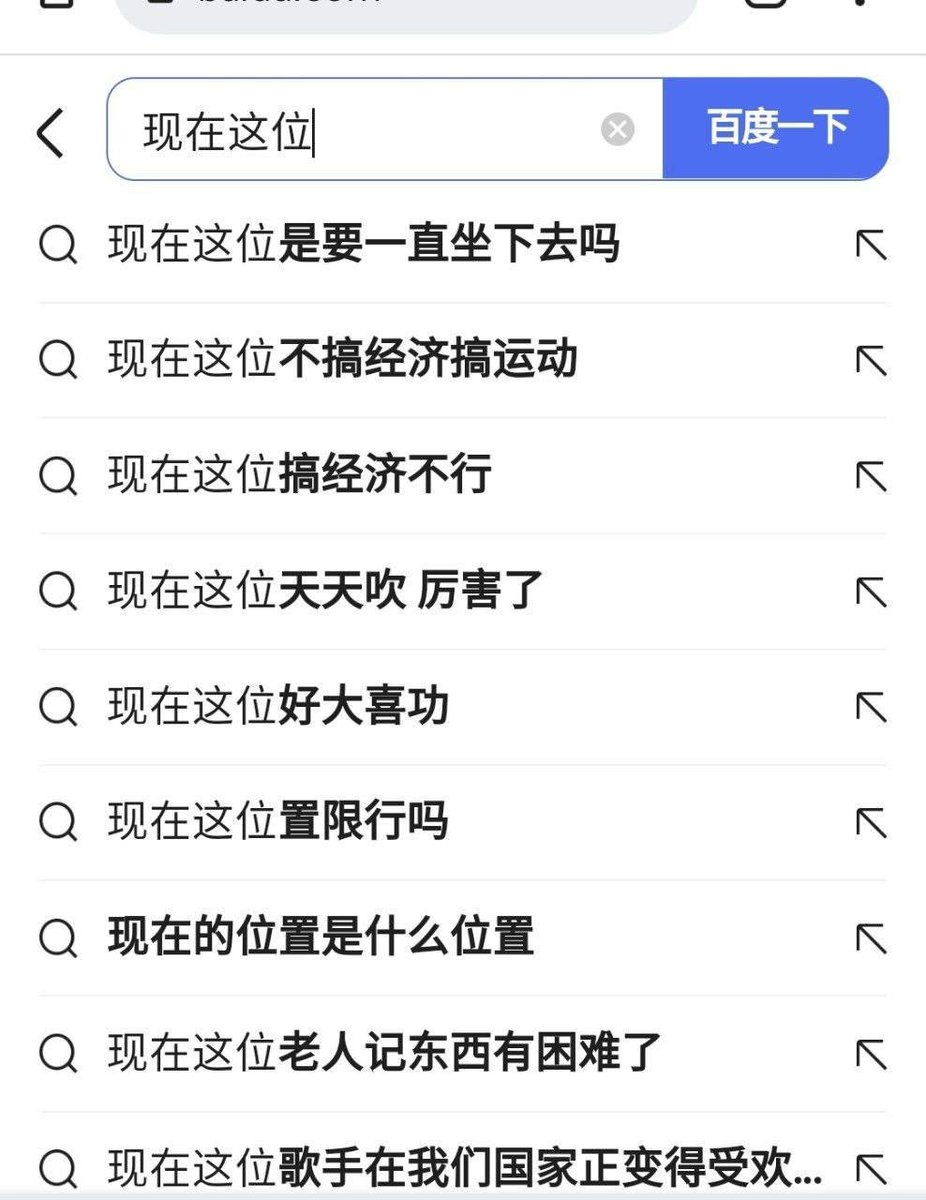 现在这位
百度一下
现在这位是要一直坐下去吗
现在这位不搞经济搞运动
现在这位搞经济不行
现在这位天天吹 厉害了
现在这位好大喜功
现在这位置限行吗
现在的位置是什么位置
现在这位老人记东西有困难了
现在这位歌手在我们国家正变得受欢...